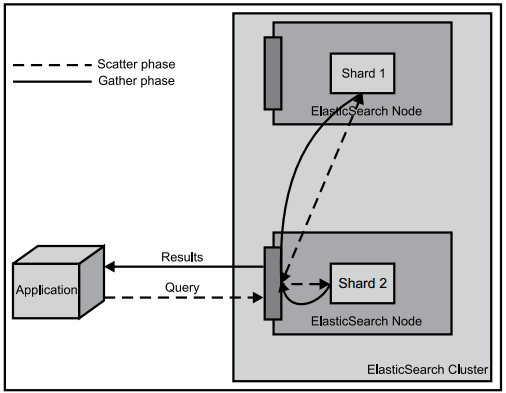 Scatter phase
Gather phase
Shard 1
ElasticSearch Node
Results
Application
Query
Shard 2
ElasticSearch Node
ElasticSearch Cluster